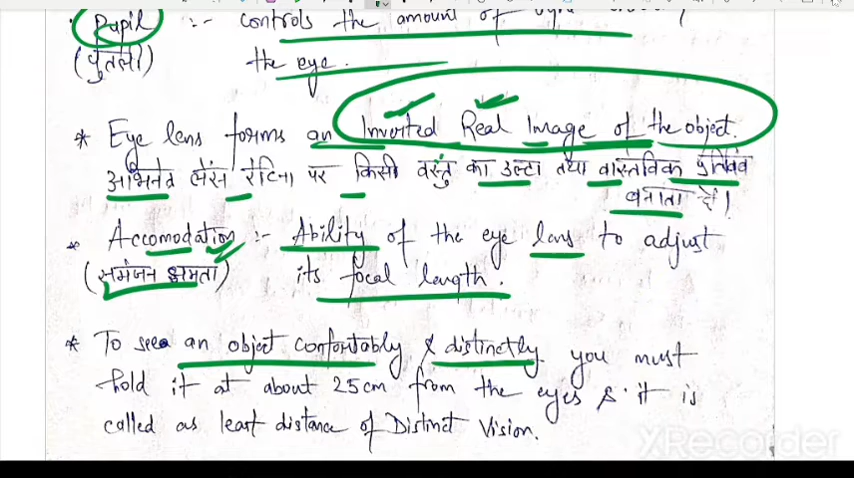 Pupil :- controls the amount of
(पुतली) the eye.
* Eye lens forms an Inverted Real Image of the object.
अभिनेत्र लेंस रेटिना पर किसी वस्तु का उल्टा तथा वास्तविक प्रतिबिंब
बनाता है।
* Accomodation :- Ability of the eye lens to adjust
(समंजन क्षमता) its focal length.
* To see an object comfortably & distinctly you must
hold it at about 25cm from the eyes & it is
called as least distance of Distinct Vision.
XRecorder